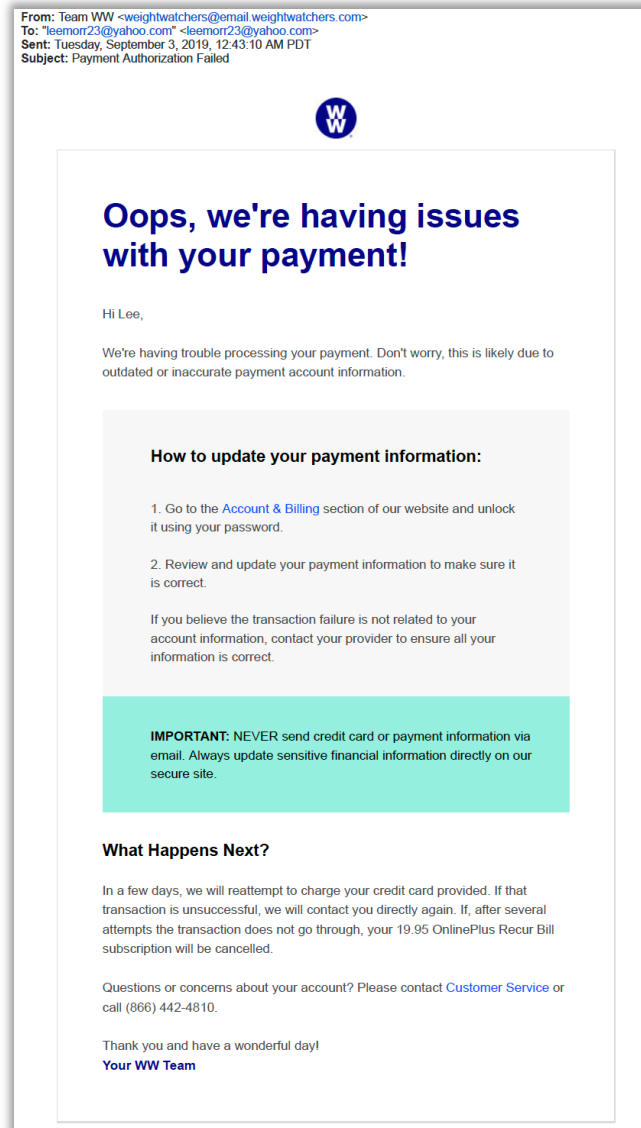 From: Team WW <weightwatchers@email.weightwatchers.com>
To: "leemorr23@yahoo.com" <leemorr23@yahoo.com>
Sent: Tuesday, September 3, 2019, 12:43:10 AM PDT
Subject: Payment Authorization Failed
W
W
Oops, we're having issues
with your payment!
Hi Lee,
We're having trouble processing your payment. Don't worry, this is likely due to
outdated or inaccurate payment account information.
How to update your payment information:
1. Go to the Account & Billing section of our website and unlock
it using your password.
2. Review and update your payment information to make sure it
is correct.
If you believe the transaction failure is not related to your
account information, contact your provider to ensure all your
information is correct.
IMPORTANT: NEVER send credit card or payment information via
email. Always update sensitive financial information directly on our
secure site.
What Happens Next?
In a few days, we will reattempt to charge your credit card provided. If that
transaction is unsuccessful, we will contact you directly again. If, after several
attempts the transaction does not go through, your 19.95 OnlinePlus Recur Bill
subscription will be cancelled.
Questions or concerns about your account? Please contact Customer Service or
call (866) 442-4810.
Thank you and have a wonderful day!
Your WW Team